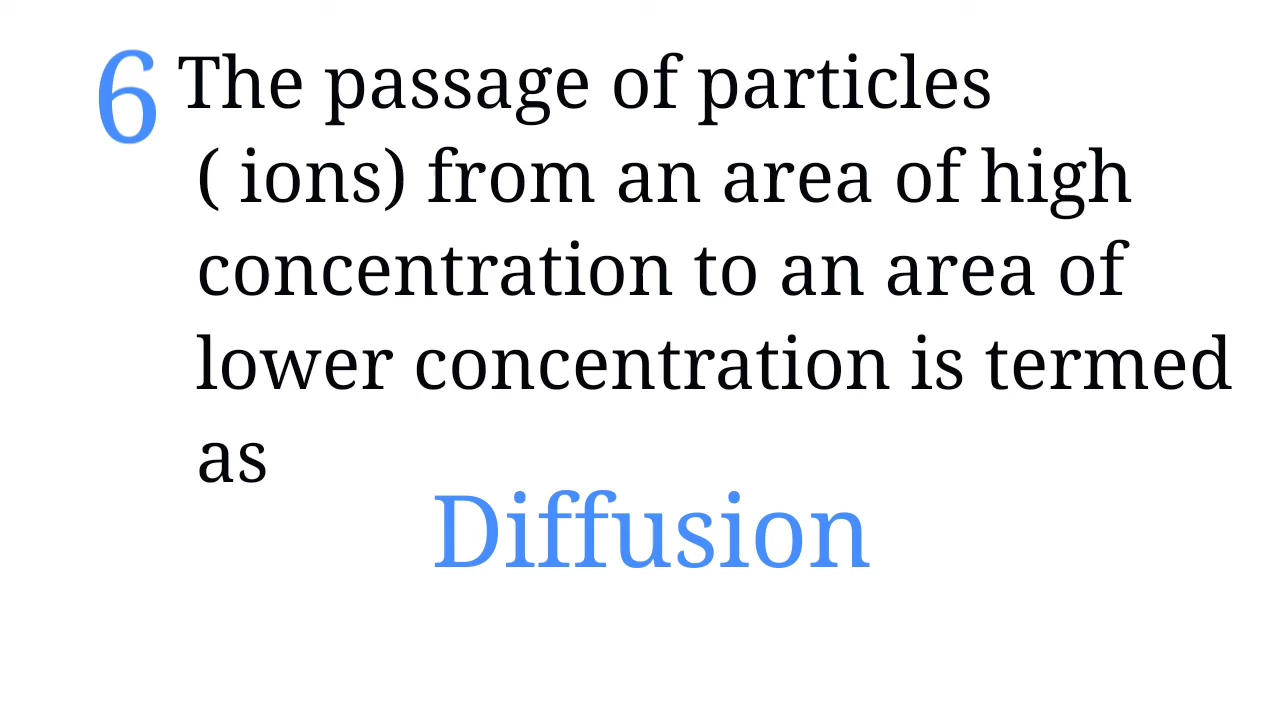 6 The passage of particles
( ions) from an area of high
concentration to an area of
lower concentration is termed
as
Diffusion